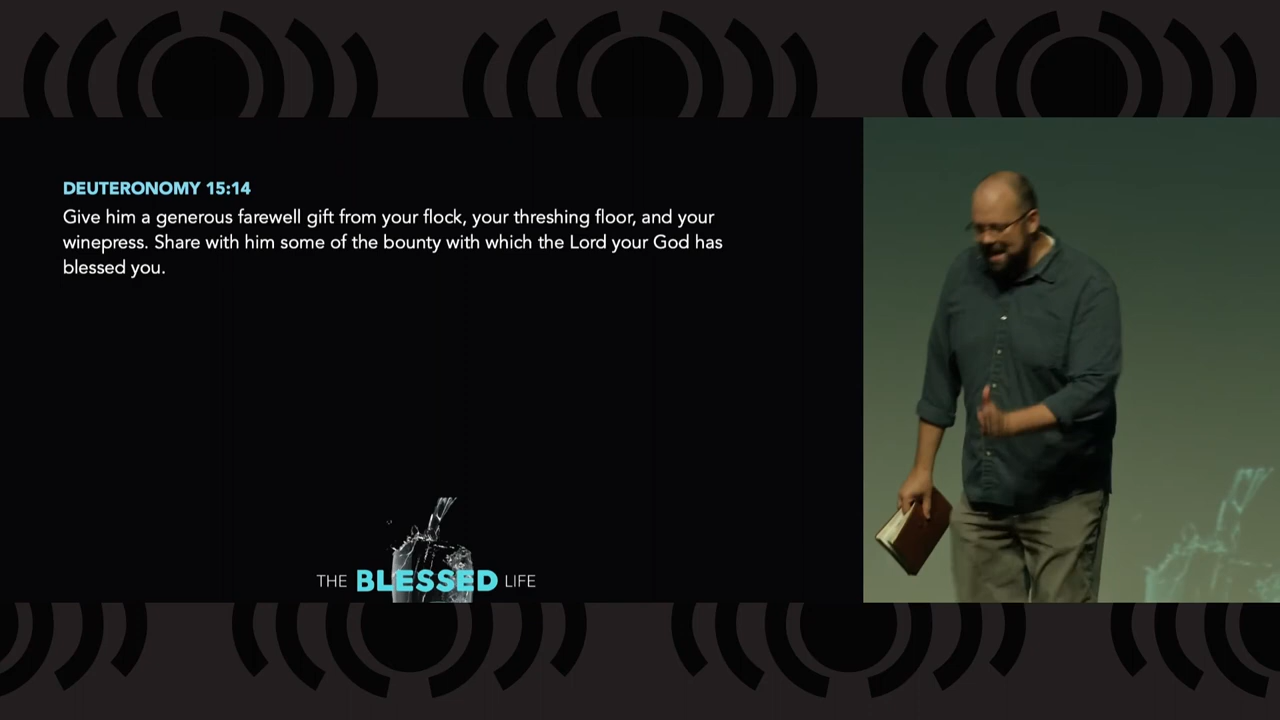 DEUTERONOMY 15:14
Give him a generous farewell gift from your flock, your threshing floor, and your
winepress. Share with him some of the bounty with which the Lord your God has
blessed you.
THE BLESSED LIFE